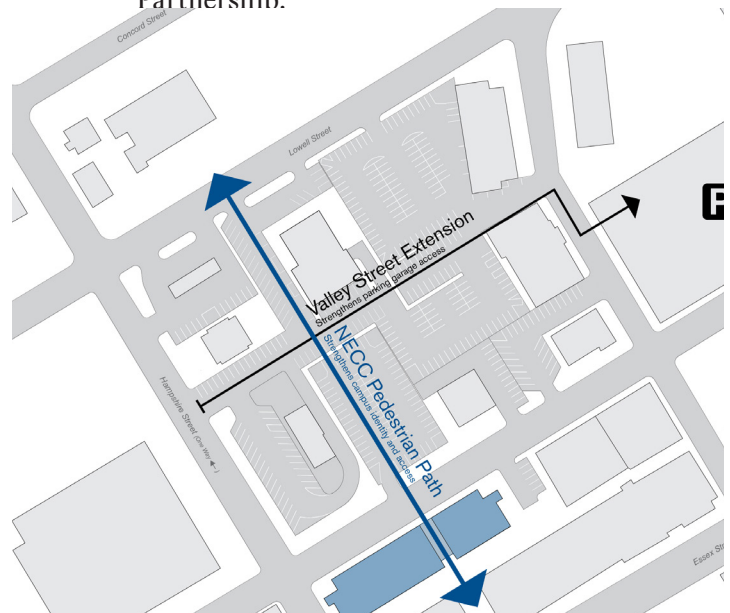 Partnership.
Concord Street
Lowell Street
Valley Street Extension
Strengthens parking garage access
P
NECC Pedestrian Path
Strengthens campus identity and access
Hampshire Street (One Way)
Essex